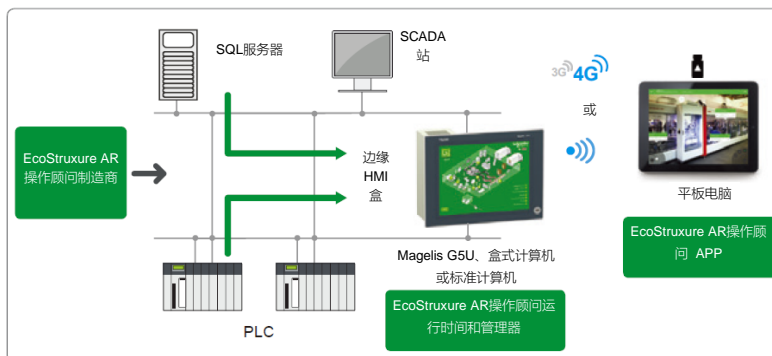 SQL服务器
SCADA
站
3G 4G
或
EcoStruxure AR
操作顾问制造商
边缘
HMI
盒
平板电脑
Magelis G5U、盒式计算机
或标准计算机
EcoStruxure AR操作顾
问 APP
EcoStruxure AR操作顾问运
行时间和管理器
PLC